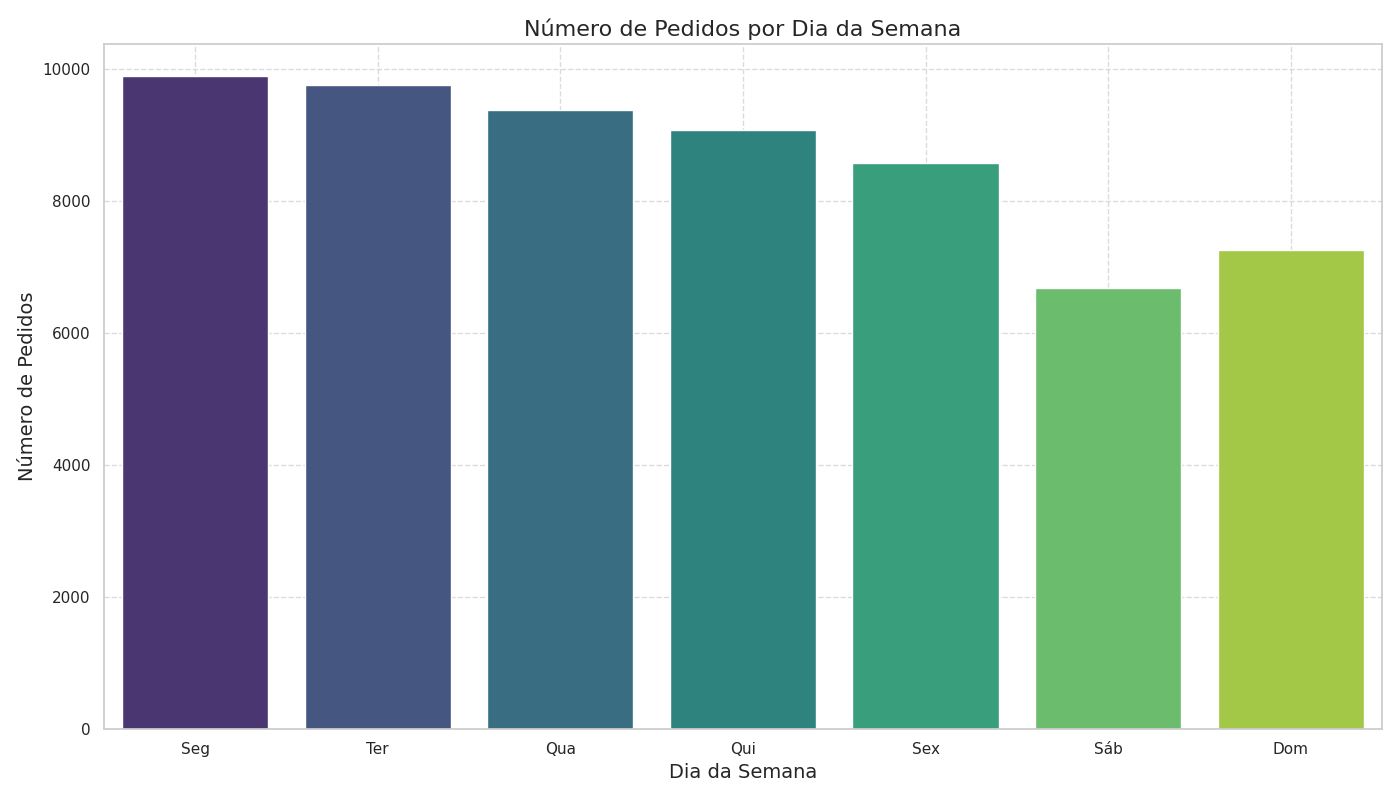 Número de Pedidos por Dia da Semana
Número de Pedidos
10000
8000
6000
4000
2000
0
Seg Ter Qua Qui Sex Sáb Dom
Dia da Semana